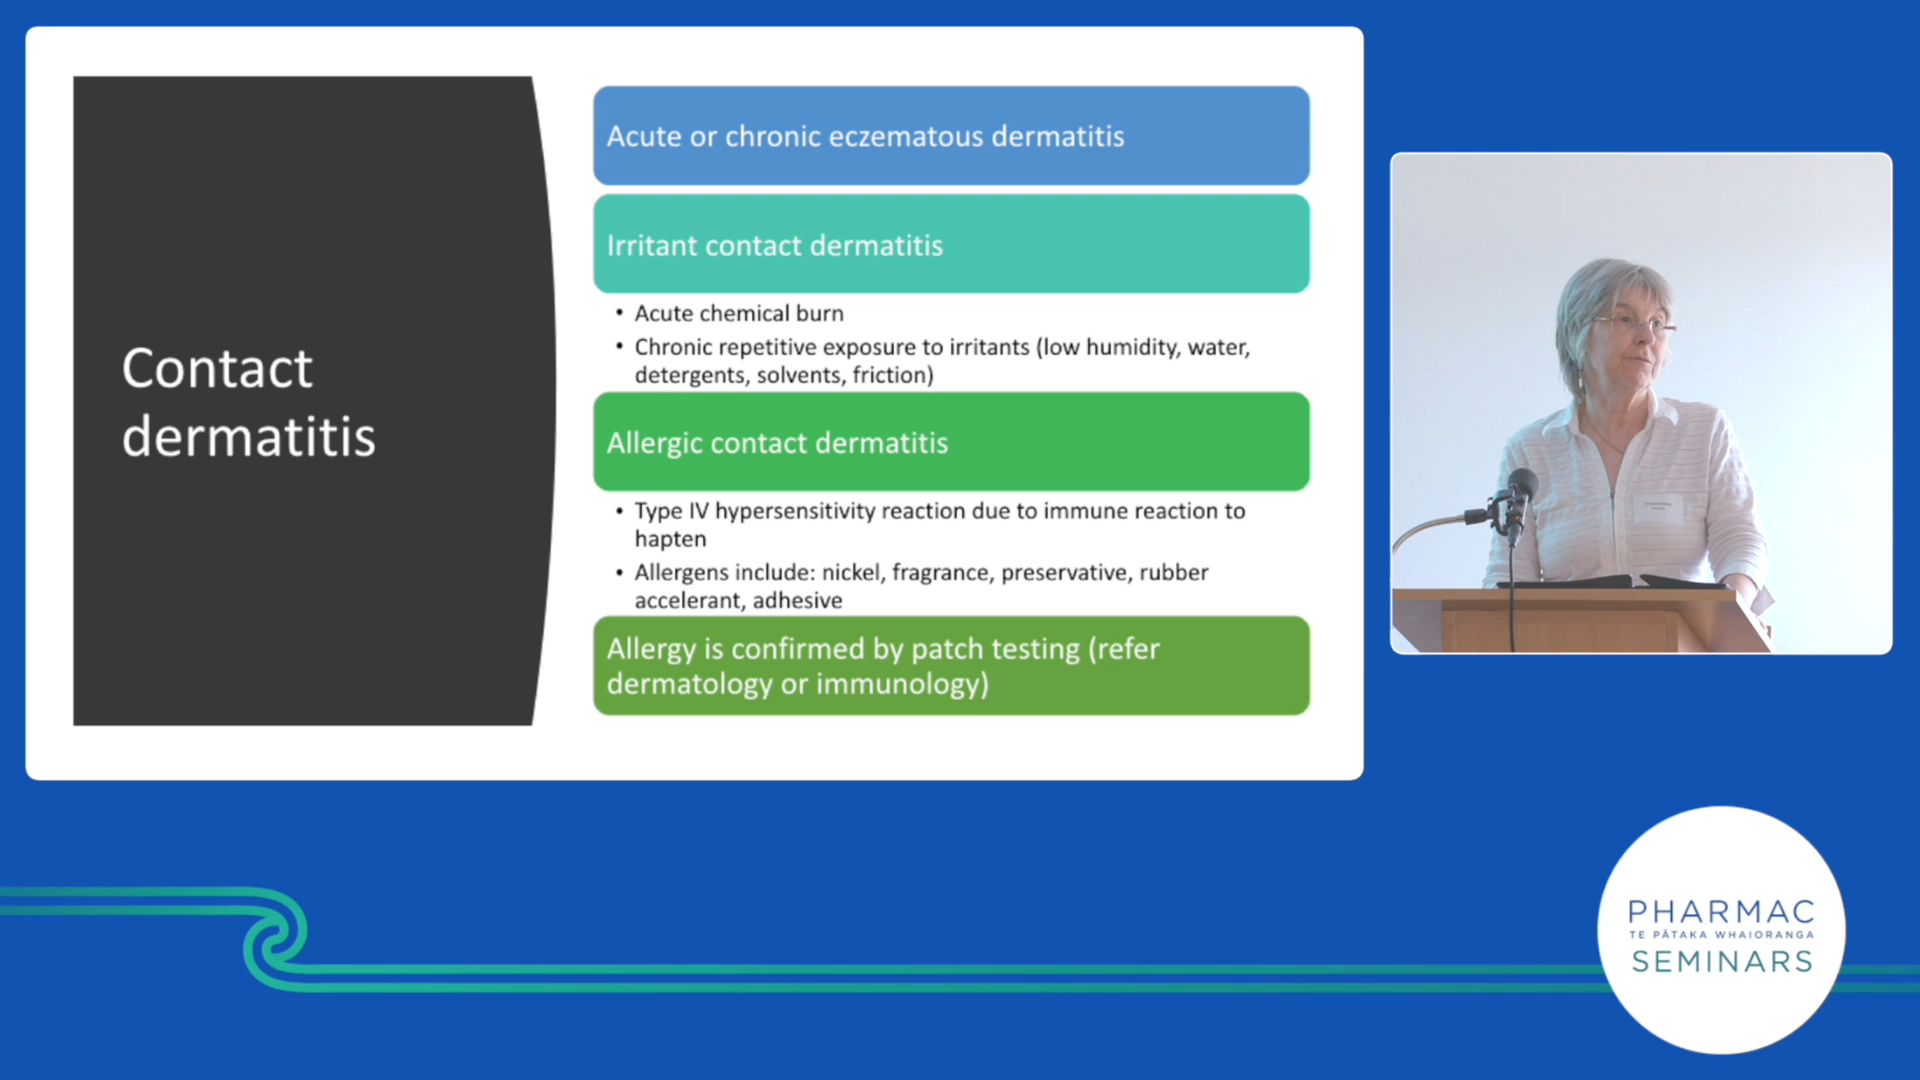 Contact
dermatitis
Acute or chronic eczematous dermatitis
Irritant contact dermatitis
• Acute chemical burn
• Chronic repetitive exposure to irritants (low humidity, water,
detergents, solvents, friction)
Allergic contact dermatitis
• Type IV hypersensitivity reaction due to immune reaction to
hapten
• Allergens include: nickel, fragrance, preservative, rubber
accelerant, adhesive
Allergy is confirmed by patch testing (refer
dermatology or immunology)
PHARMAC
TE PĀTAKA WHAIORANGA
SEMINARS